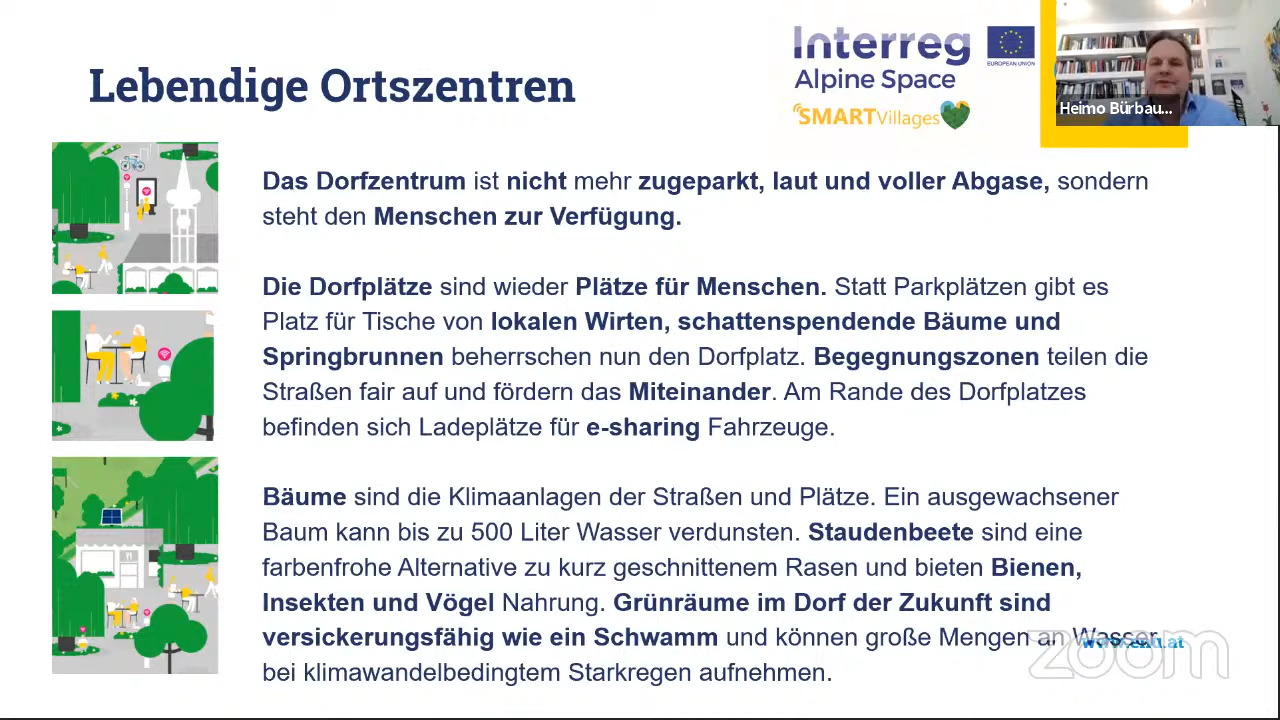 Lebendige Ortszentren
Interreg
EUROPEAN UNION
Alpine Space
SMARTVillages
Heimo Bürbau...
Das Dorfzentrum ist nicht mehr zugeparkt, laut und voller Abgase, sondern
steht den Menschen zur Verfügung.
Die Dorfplätze sind wieder Plätze für Menschen. Statt Parkplätzen gibt es
Platz für Tische von lokalen Wirten, schattenspendende Bäume und
Springbrunnen beherrschen nun den Dorfplatz. Begegnungszonen teilen die
Straßen fair auf und fördern das Miteinander. Am Rande des Dorfplatzes
befinden sich Ladeplätze für e-sharing Fahrzeuge.
Bäume sind die Klimaanlagen der Straßen und Plätze. Ein ausgewachsener
Baum kann bis zu 500 Liter Wasser verdunsten. Staudenbeete sind eine
farbenfrohe Alternative zu kurz geschnittenem Rasen und bieten Bienen,
Insekten und Vögel Nahrung. Grünräume im Dorf der Zukunft sind
versickerungsfähig wie ein Schwamm und können große Mengen an Wasser
bei klimawandelbedingtem Starkregen aufnehmen.
zoom